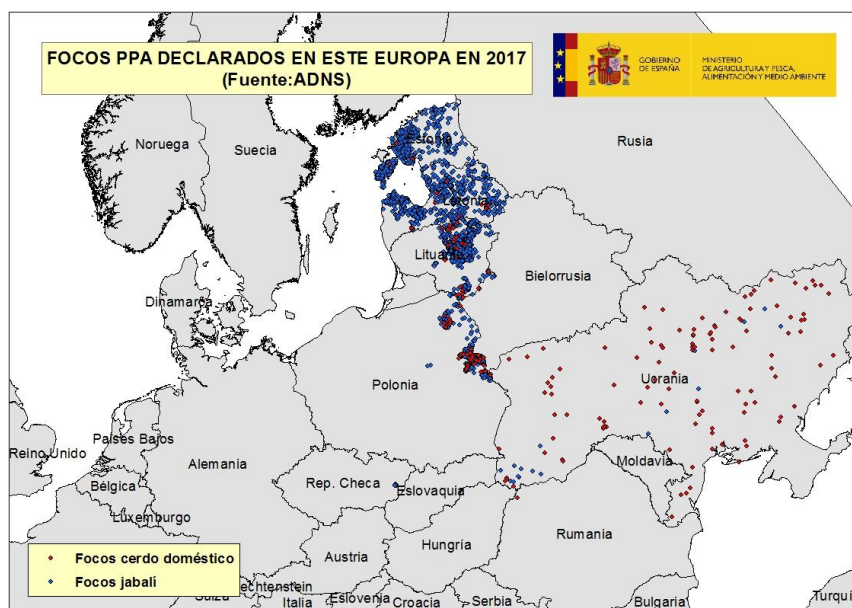 FOCOS PPA DECLARADOS EN ESTE EUROPA EN 2017
(Fuente:ADNS)
GOBIERNO
DE ESPAÑA
MINISTERIO
DE AGRICULTURA Y PESCA,
ALIMENTACIÓN Y MEDIO AMBIENTE
Noruega
Suecia
Estonia
Rusia
Letonia
Lituania
Bielorrusia
Dinamarca
Polonia
Ucrania
Reino Unido
Países Bajos
Alemania
Bélgica
Rep. Checa
Eslovaquia
Moldavia
Luxemburgo
Austria
Hungría
Rumania
Focos cerdo doméstico
Focos jabalí
Suiza
Liechtenstein
Italia
Eslovenia
Croacia
Serbia
Bulgaria
Turquí